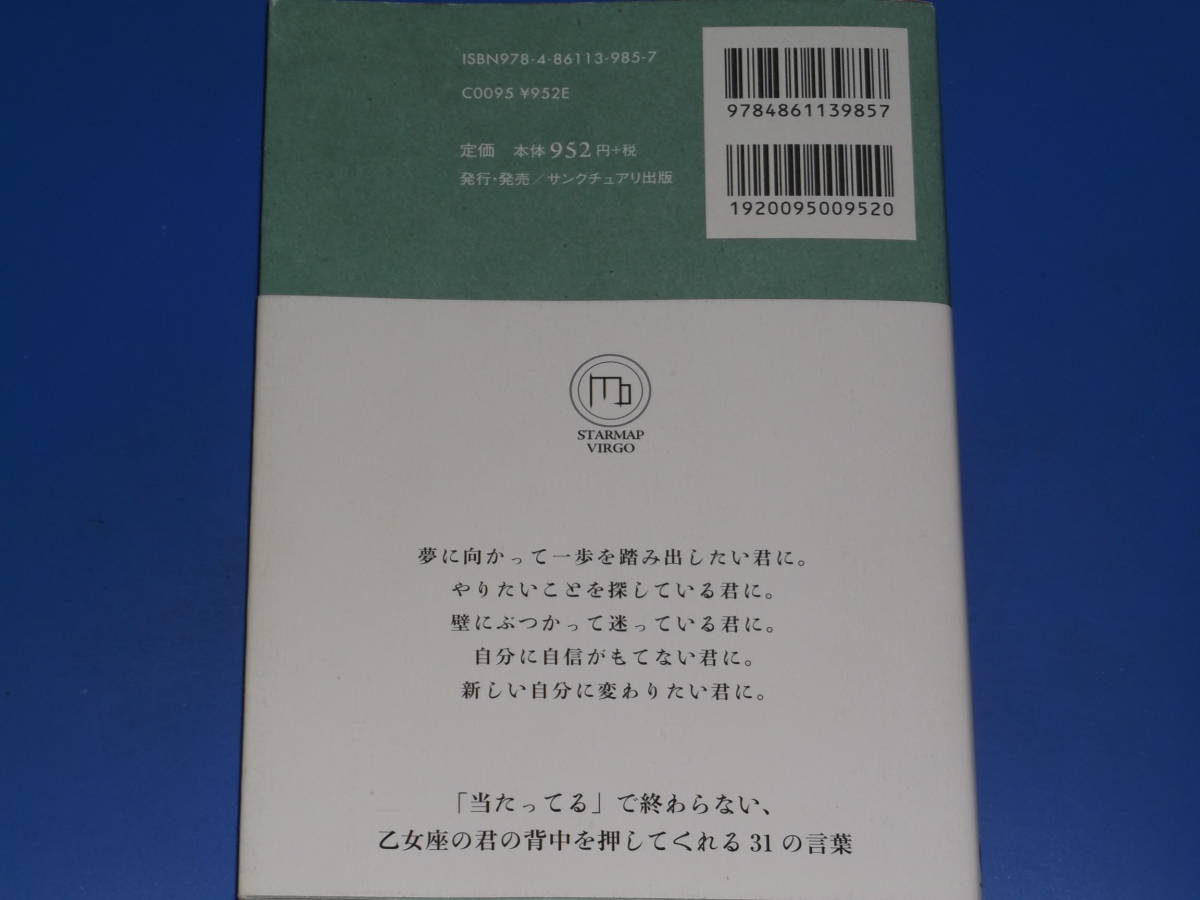 ISBN978-4-86113-985-7
C0095 ¥952E
定価 本体952円+税
発行・発売／サンクチュアリ出版
9784861139857
1920095009520
STARMAP
VIRGO
夢に向かって一歩を踏み出したい君に。
やりたいことを探している君に。
壁にぶつかって迷っている君に。
自分に自信がもてない君に。
新しい自分に変わりたい君に。
「当たってる」で終わらない、
乙女座の君の背中を押してくれる31の言葉